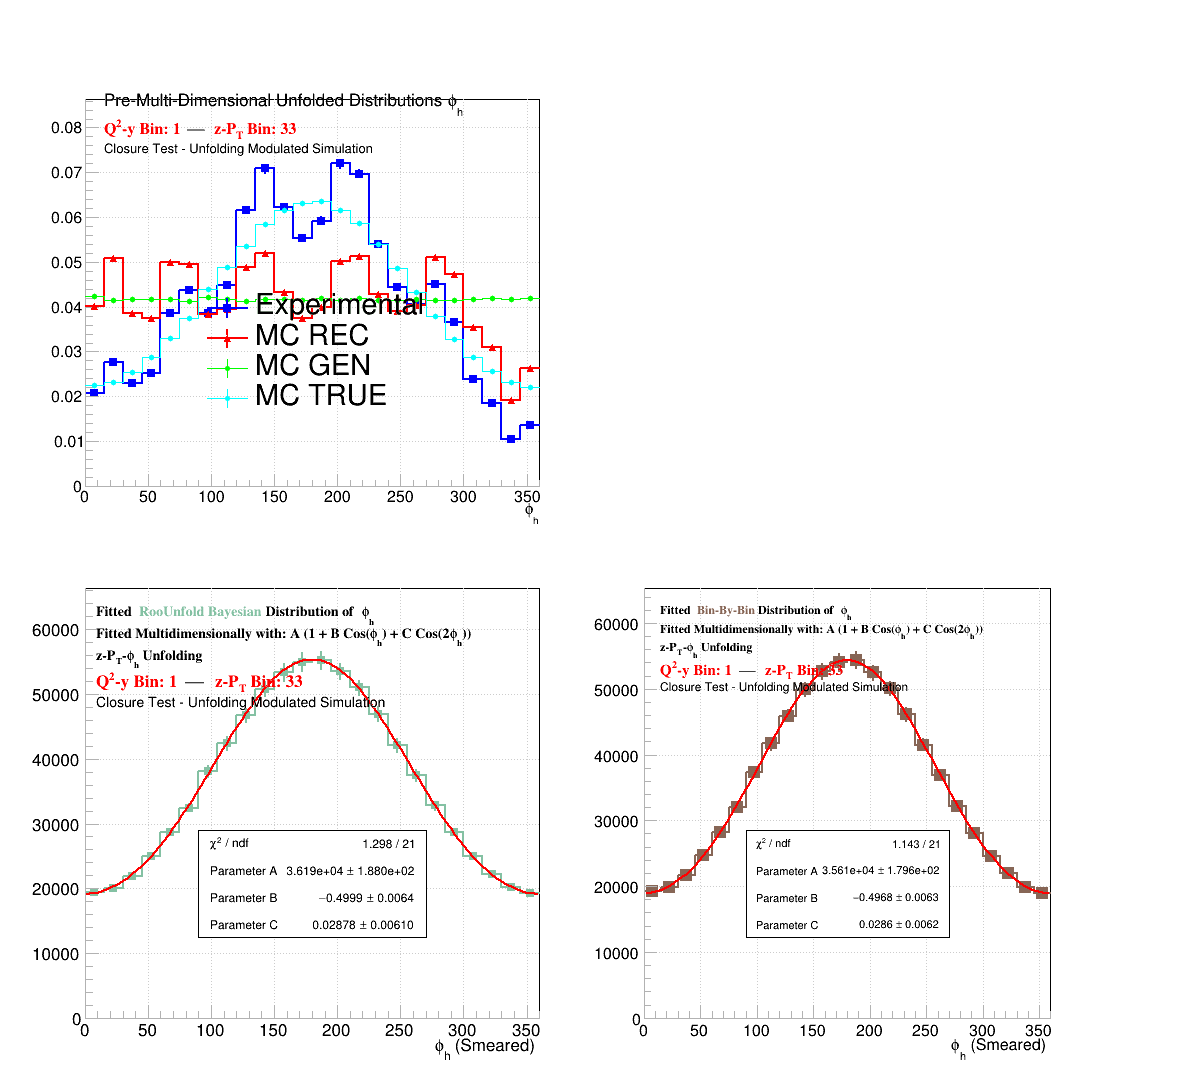 Pre-Multi-Dimensional Unfolded Distributions ϕ_h
Q²-y Bin: 1 — z-P_T Bin: 33
Closure Test - Unfolding Modulated Simulation
0.08
0.07
0.06
0.05
0.04
0.03
0.02
0.01
0
Experimental
MC REC
MC GEN
MC TRUE
0 50 100 150 200 250 300 350
ϕ_h
Fitted RooUnfold Bayesian Distribution of ϕ_h
Fitted Multidimensionally with: A (1 + B Cos(ϕ_h) + C Cos(2ϕ_h))
z-P_T-ϕ_h Unfolding
Q²-y Bin: 1 — z-P_T Bin: 33
Closure Test - Unfolding Modulated Simulation
60000
50000
40000
30000
20000
10000
0
χ² / ndf 1.298 / 21
Parameter A 3.619e+04 ± 1.880e+02
Parameter B −0.4999 ± 0.0064
Parameter C 0.02878 ± 0.00610
0 50 100 150 200 250 300 350
ϕ_h (Smeared)
Fitted Bin-By-Bin Distribution of ϕ_h
Fitted Multidimensionally with: A (1 + B Cos(ϕ_h) + C Cos(2ϕ_h))
z-P_T-ϕ_h Unfolding
Q²-y Bin: 1 — z-P_T Bin: 33
Closure Test - Unfolding Modulated Simulation
60000
50000
40000
30000
20000
10000
0
χ² / ndf 1.143 / 21
Parameter A 3.561e+04 ± 1.796e+02
Parameter B −0.4968 ± 0.0063
Parameter C 0.0286 ± 0.0062
0 50 100 150 200 250 300 350
ϕ_h (Smeared)